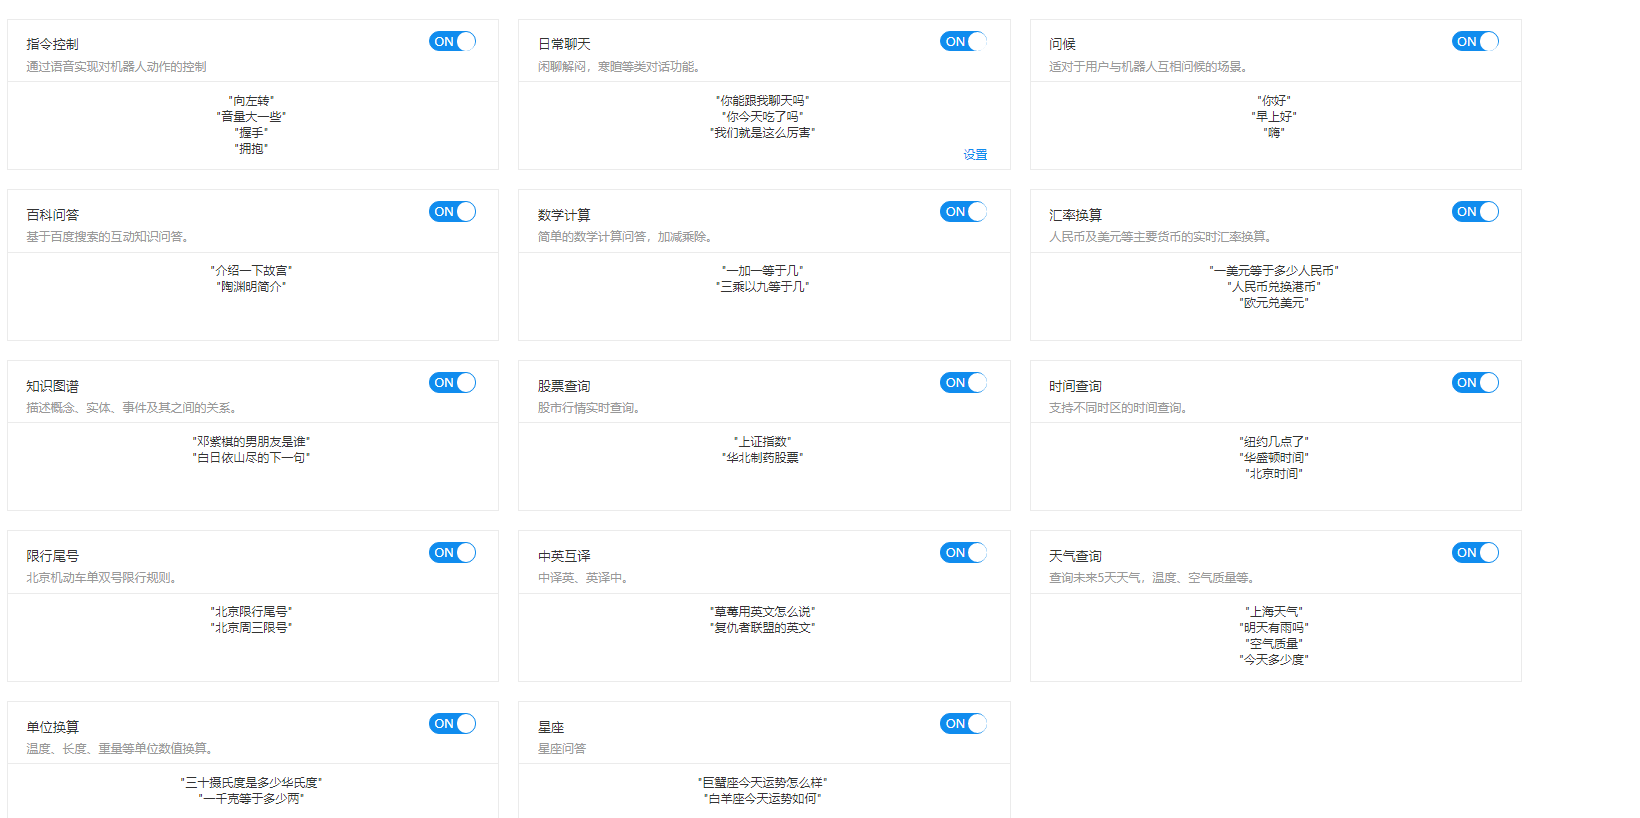 指令控制
ON
通过语音实现对机器人动作的控制
"向左转"
"音量大一些"
"握手"
"拥抱"
日常聊天
ON
闲聊解闷，寒暄等类对话功能。
"你能跟我聊天吗"
"你今天吃了吗"
"我们就是这么厉害"
设置
问候
ON
适对于用户与机器人互相问候的场景。
"你好"
"早上好"
"嗨"
百科问答
ON
基于百度搜索的互动知识问答。
"介绍一下故宫"
"陶渊明简介"
数学计算
ON
简单的数学计算问答，加减乘除。
"一加一等于几"
"三乘以九等于几"
汇率换算
ON
人民币及美元等主要货币的实时汇率换算。
"一美元等于多少人民币"
"人民币兑换港币"
"欧元兑美元"
知识图谱
ON
描述概念、实体、事件及其之间的关系。
"邓紫棋的男朋友是谁"
"白日依山尽的下一句"
股票查询
ON
股市行情实时查询。
"上证指数"
"华北制药股票"
时间查询
ON
支持不同时区的时间查询。
"纽约几点了"
"华盛顿时间"
"北京时间"
限行尾号
ON
北京机动车单双号限行规则。
"北京限行尾号"
"北京周三限号"
中英互译
ON
中译英、英译中。
"草莓用英文怎么说"
"复仇者联盟的英文"
天气查询
ON
查询未来5天天气，温度、空气质量等。
"上海天气"
"明天有雨吗"
"空气质量"
"今天多少度"
单位换算
ON
温度、长度、重量等单位数值换算。
"三十摄氏度是多少华氏度"
"一千克等于多少两"
星座
ON
星座问答
"巨蟹座今天运势怎么样"
"白羊座今天运势如何"